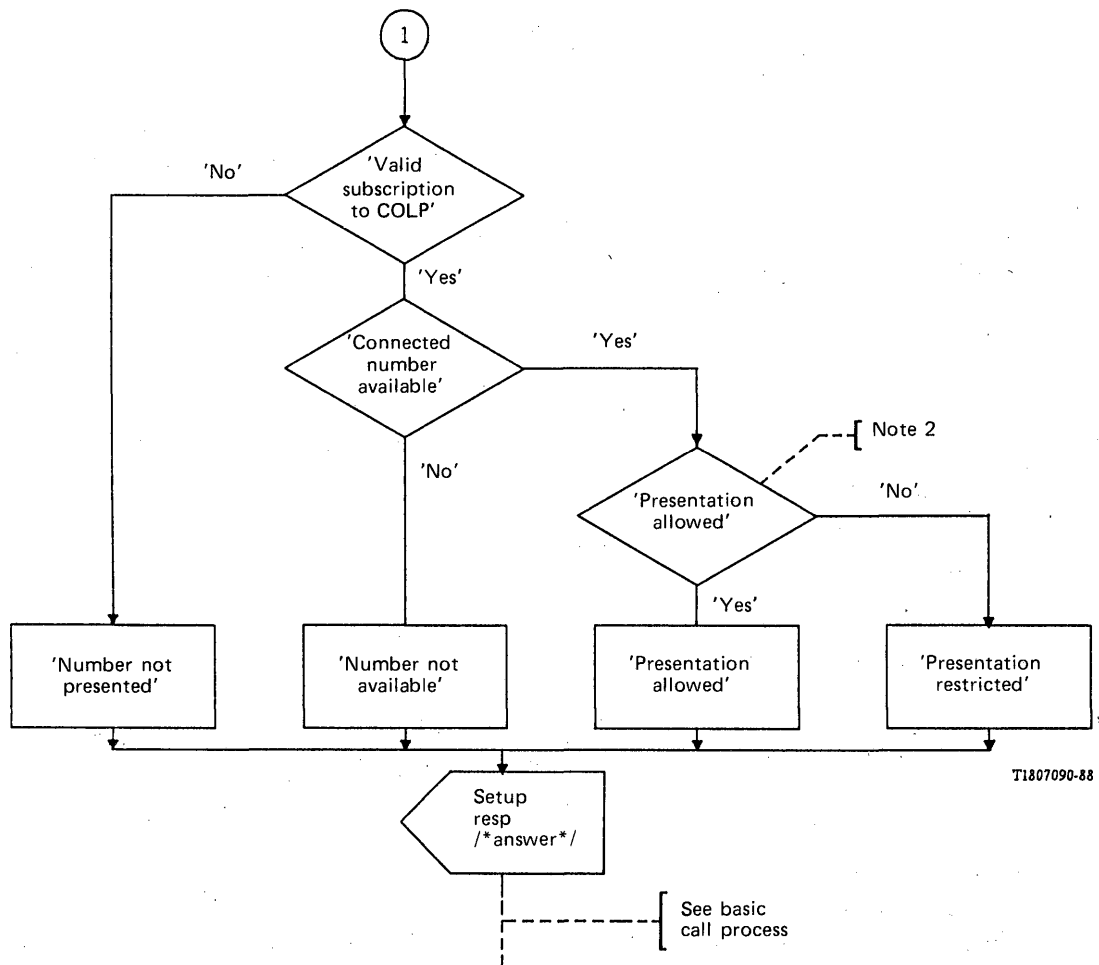 1
'Valid
subscription
to COLP'
'No'
'Yes'
'Connected
number
available'
'Yes'
'No'
Note 2
'Presentation
allowed'
'No'
'Yes'
'Number not
presented'
'Number not
available'
'Presentation
allowed'
'Presentation
restricted'
T1807090-88
Setup
resp
/*answer*/
See basic
call process